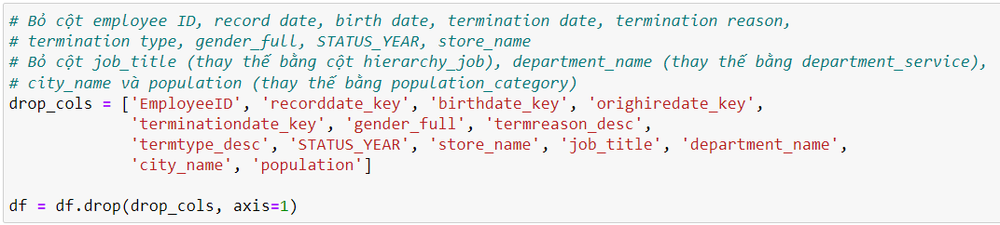 # Bỏ cột employee ID, record date, birth date, termination date, termination reason,
# termination type, gender_full, STATUS_YEAR, store_name
# Bỏ cột job_title (thay thế bằng cột hierarchy_job), department_name (thay thế bằng department_service),
# city_name và population (thay thế bằng population_category)
drop_cols = ['EmployeeID', 'recorddate_key', 'birthdate_key', 'orighiredate_key',
             'terminationdate_key', 'gender_full', 'termreason_desc',
             'termtype_desc', 'STATUS_YEAR', 'store_name', 'job_title', 'department_name',
             'city_name', 'population']
df = df.drop(drop_cols, axis=1)